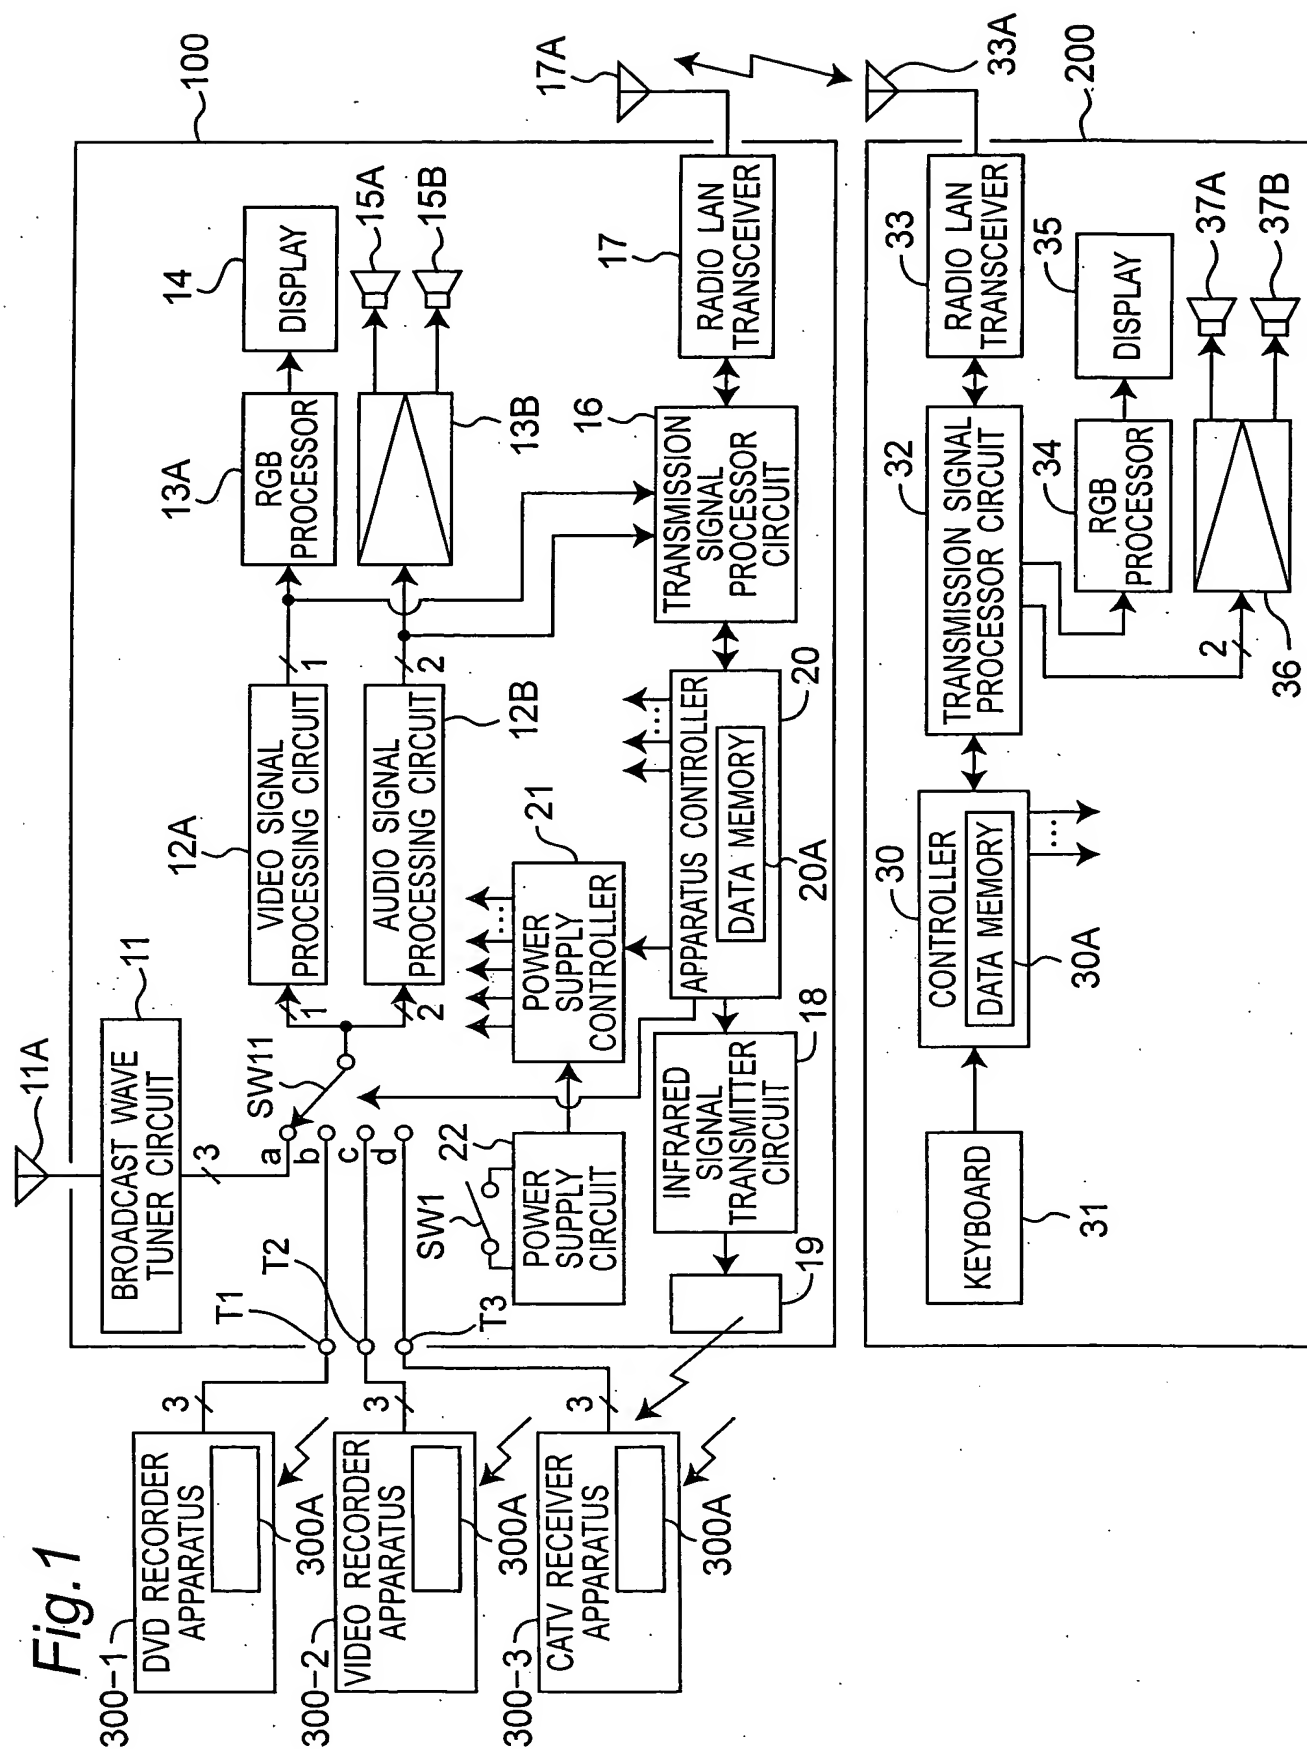 Fig.1
300-1
DVD RECORDER
APPARATUS
300A
300-2
VIDEO RECORDER
APPARATUS
300A
300-3
CATV RECEIVER
APPARATUS
300A
3
3
3
T1
T2
T3
100
11A
11
BROADCAST WAVE
TUNER CIRCUIT
3
a
b
c
d
SW11
1
2
12A
VIDEO SIGNAL
PROCESSING CIRCUIT
1
AUDIO SIGNAL
PROCESSING CIRCUIT
12B
2
13A
RGB
PROCESSOR
13B
14
DISPLAY
15A
15B
SW1
22
POWER
SUPPLY
CIRCUIT
21
POWER
SUPPLY
CONTROLLER
...
19
INFRARED
SIGNAL
TRANSMITTER
CIRCUIT
18
APPARATUS CONTROLLER
DATA MEMORY
20A
20
...
16
TRANSMISSION
SIGNAL
PROCESSOR
CIRCUIT
17
RADIO LAN
TRANSCEIVER
17A
33A
200
KEYBOARD
31
30
CONTROLLER
DATA MEMORY
30A
...
32
TRANSMISSION SIGNAL
PROCESSOR CIRCUIT
33
RADIO LAN
TRANSCEIVER
34
RGB
PROCESSOR
35
DISPLAY
2
36
37A
37B